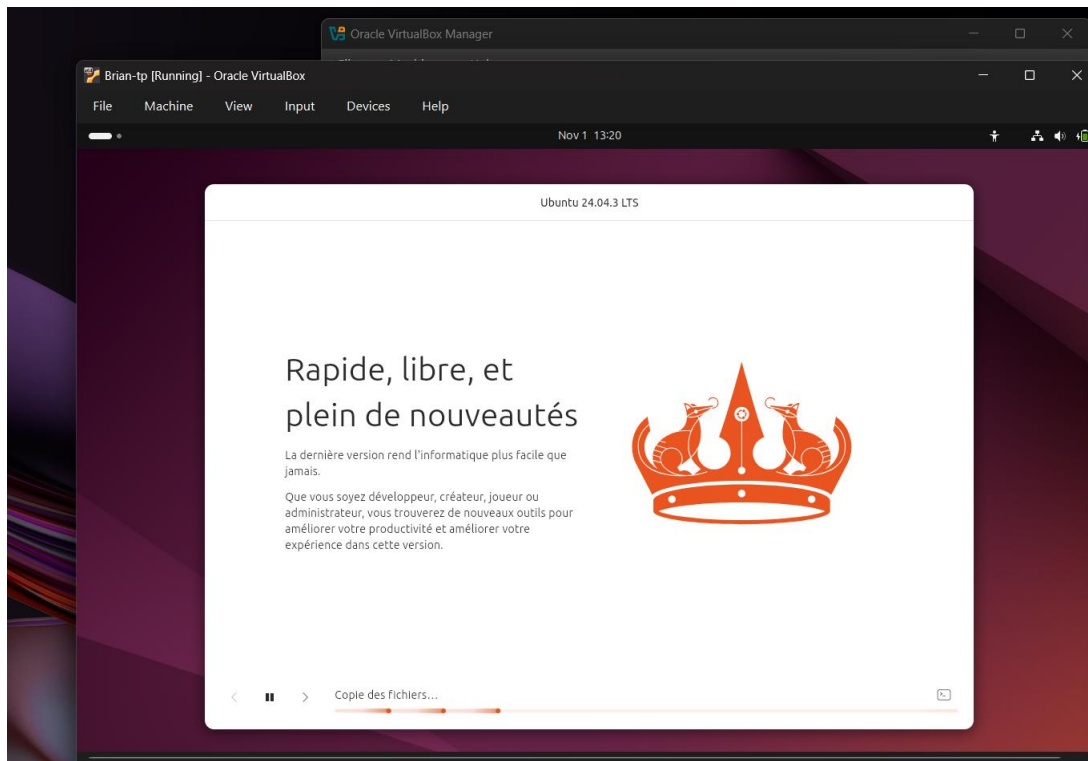 Oracle VirtualBox Manager
Brian-tp [Running] - Oracle VirtualBox
File Machine View Input Devices Help
Nov 1 13:20
Ubuntu 24.04.3 LTS
Rapide, libre, et
plein de nouveautés
La dernière version rend l'informatique plus facile que
jamais.
Que vous soyez développeur, créateur, joueur ou
administrateur, vous trouverez de nouveaux outils pour
améliorer votre productivité et améliorer votre
expérience dans cette version.
Copie des fichiers...